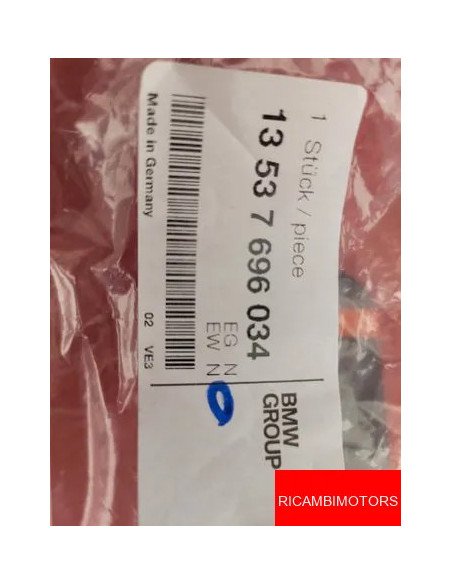 1 Stück / piece
13 53 7 696 034
EG N
EW N
BMW
GROUP
Made in Germany
02 VE3
RICAMBIMOTORS